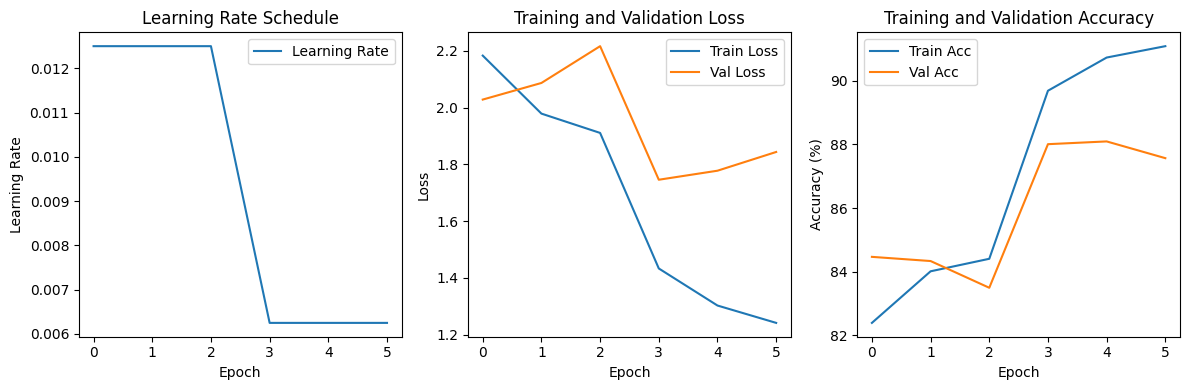 Learning Rate Schedule
Learning Rate
0.012
0.011
0.010
0.009
0.008
0.007
0.006
Learning Rate
0 1 2 3 4 5
Epoch
Training and Validation Loss
Train Loss
Val Loss
2.2
2.0
1.8
1.6
1.4
1.2
Loss
0 1 2 3 4 5
Epoch
Training and Validation Accuracy
Train Acc
Val Acc
90
88
86
84
82
Accuracy (%)
0 1 2 3 4 5
Epoch